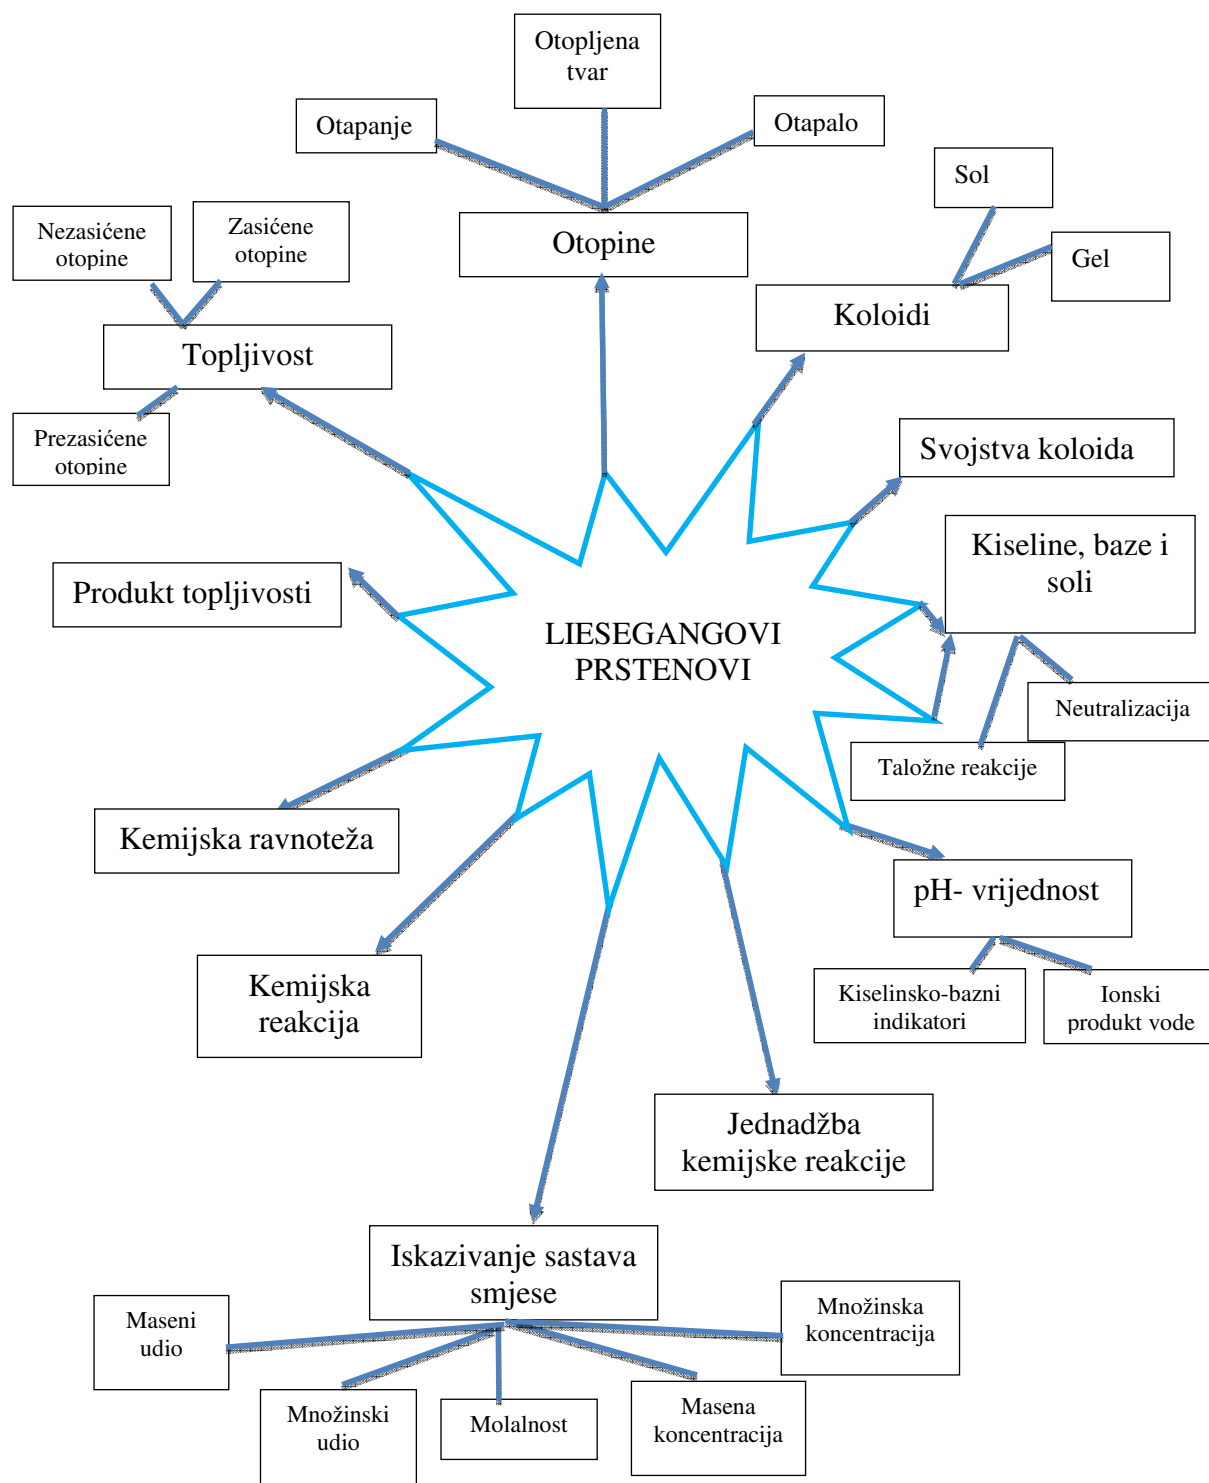 Otopljena
tvar
Otapanje
Otapalo
Sol
Gel
Nezasićene
otopine
Zasićene
otopine
Otopine
Koloidi
Topljivost
Prezasićene
otopine
Svojstva koloida
Kiseline, baze i
soli
Produkt topljivosti
LIESEGANGOVI
PRSTENOVI
Neutralizacija
Taložne reakcije
Kemijska ravnoteža
pH- vrijednost
Kemijska
reakcija
Kiselinsko-bazni
indikatori
Ionski
produkt vode
Jednadžba
kemijske reakcije
Iskazivanje sastava
smjese
Maseni
udio
Množinska
koncentracija
Množinski
udio
Molalnost
Masena
koncentracija